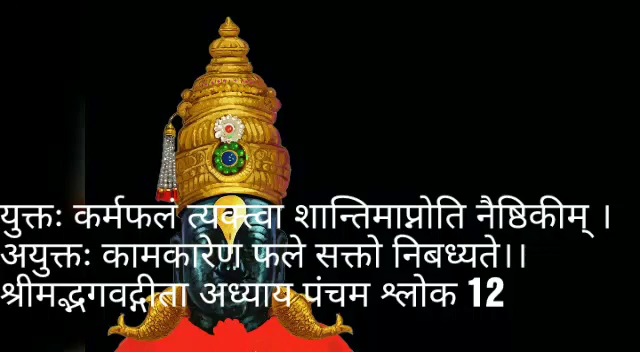 युक्तः कर्मफलं त्यक्त्वा शान्तिमाप्नोति नैष्ठिकीम् ।
अयुक्तः कामकारेण फले सक्तो निबध्यते।।
श्रीमद्भगवद्गीता अध्याय पंचम श्लोक 12